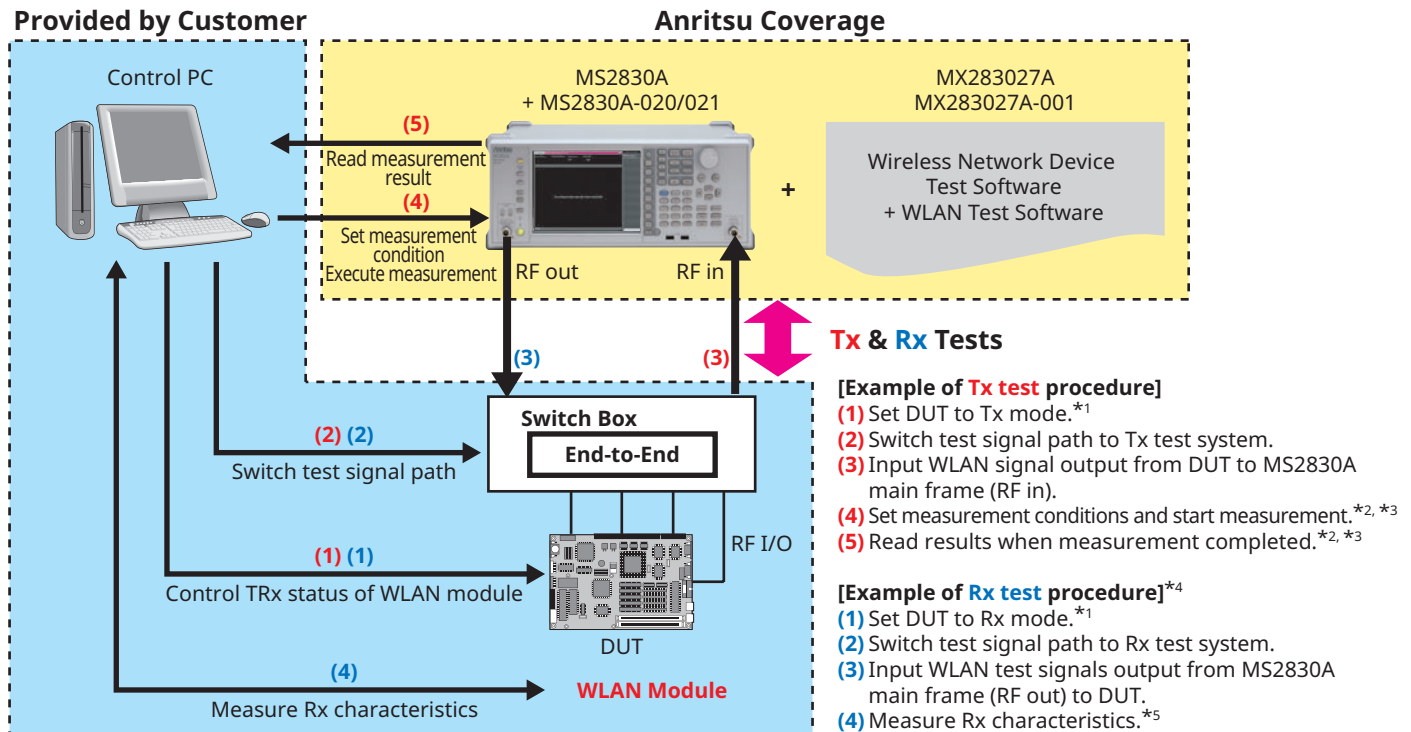 Provided by Customer
Anritsu Coverage
Control PC
MS2830A
+ MS2830A-020/021
MX283027A
MX283027A-001
(5)
Read measurement
result
(4)
Set measurement
condition
Execute measurement
+
Wireless Network Device
Test Software
+ WLAN Test Software
RF out
RF in
(3)
(3)
Tx & Rx Tests
Switch Box
End-to-End
(2) (2)
Switch test signal path
RF I/O
(1) (1)
Control TRx status of WLAN module
DUT
(4)
WLAN Module
Measure Rx characteristics
[Example of Tx test procedure]
(1) Set DUT to Tx mode.*1
(2) Switch test signal path to Tx test system.
(3) Input WLAN signal output from DUT to MS2830A
main frame (RF in).
(4) Set measurement conditions and start measurement.*2, *3
(5) Read results when measurement completed.*2, *3
[Example of Rx test procedure]*4
(1) Set DUT to Rx mode.*1
(2) Switch test signal path to Rx test system.
(3) Input WLAN test signals output from MS2830A
main frame (RF out) to DUT.
(4) Measure Rx characteristics.*5